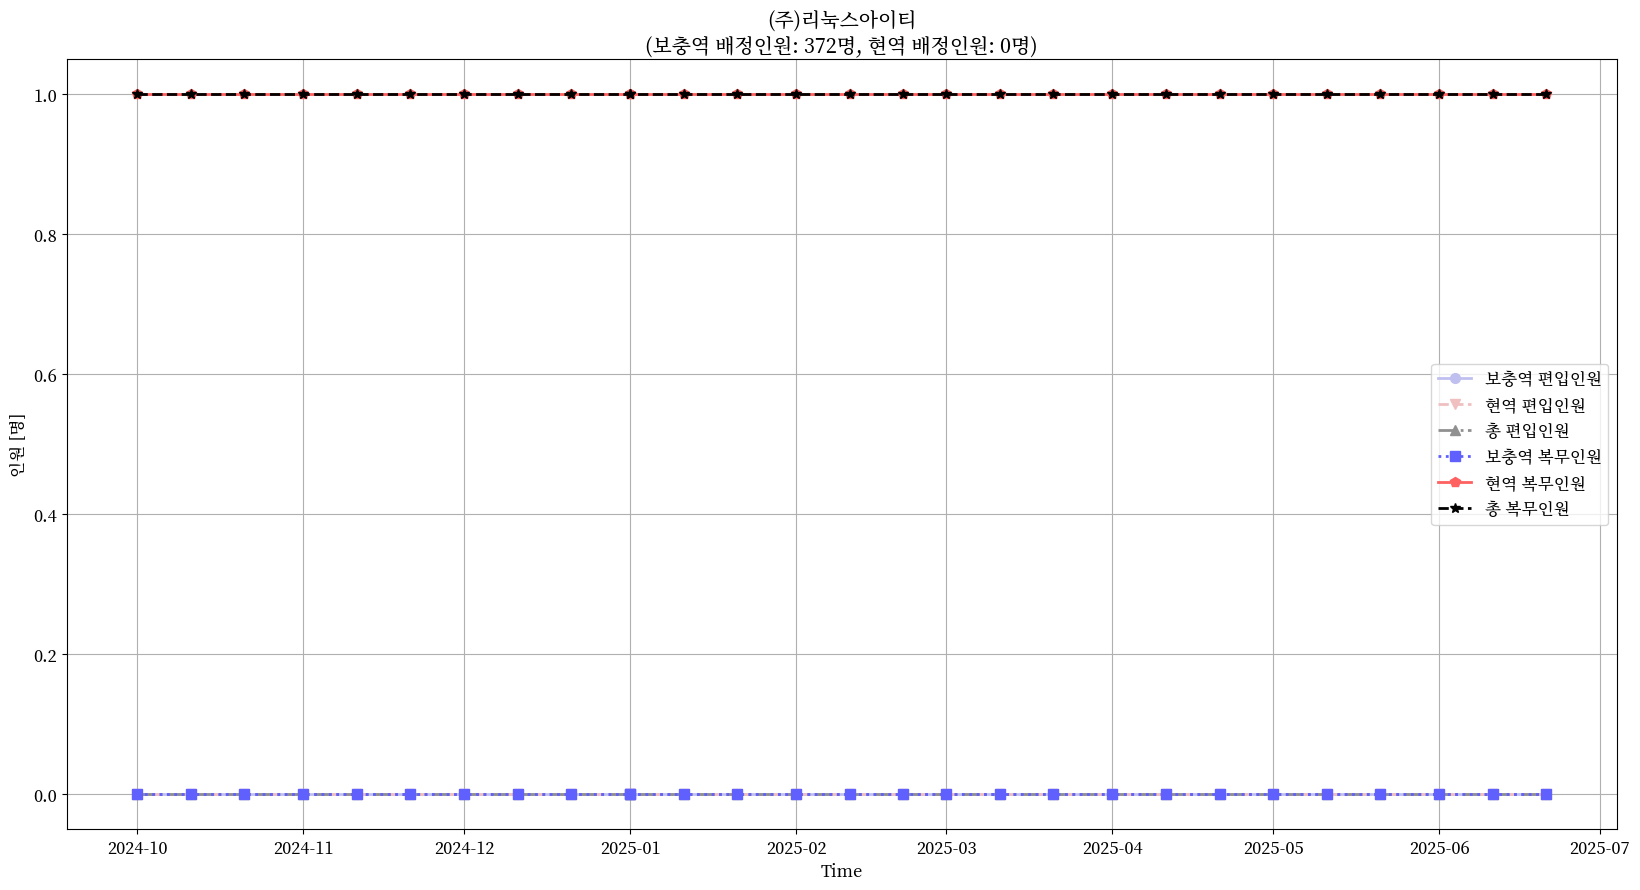 (주)리눅스아이티
(보충역 배정인원: 372명, 현역 배정인원: 0명)
인원 [명]
1.0
0.8
0.6
0.4
0.2
0.0
보충역 편입인원
현역 편입인원
총 편입인원
보충역 복무인원
현역 복무인원
총 복무인원
2024-10 2024-11 2024-12 2025-01 2025-02 2025-03 2025-04 2025-05 2025-06 2025-07
Time